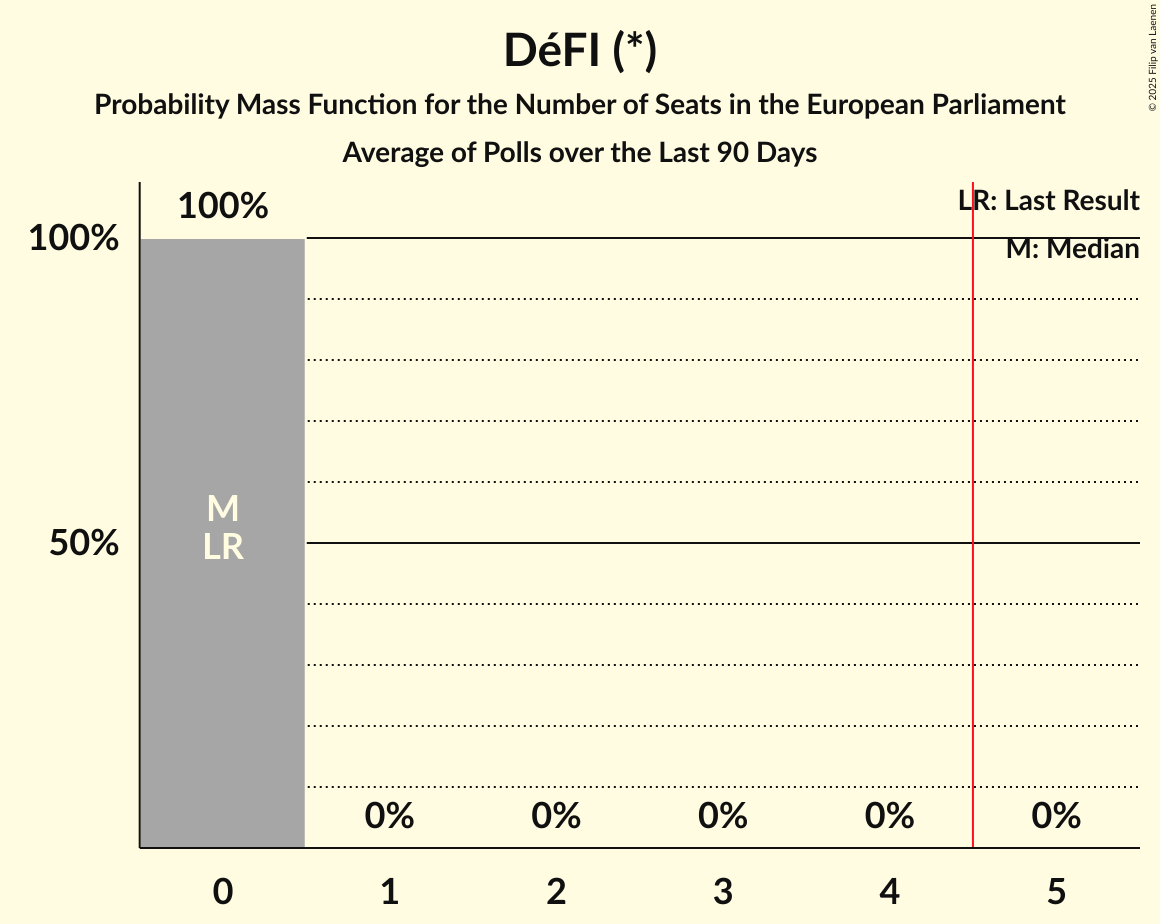 DéFI (*)
Probability Mass Function for the Number of Seats in the European Parliament
Average of Polls over the Last 90 Days
© 2025 Filip van Laenen
LR: Last Result
M: Median
100%
100%
50%
M
LR
0% 0% 0% 0% 0%
0 1 2 3 4 5